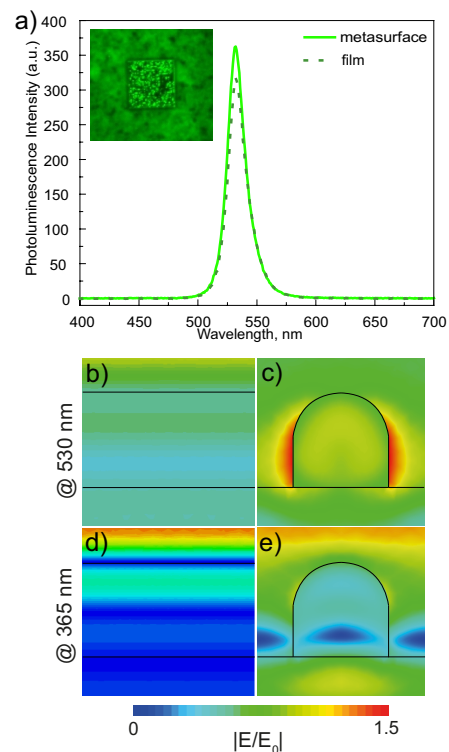 a)
metasurface
film
Photoluminescence Intensity (a.u.)
400
350
300
250
200
150
100
50
0
400 450 500 550 600 650 700
Wavelength, nm
b) c)
@ 530 nm
d) e)
@ 365 nm
0 1.5
|E/E₀|